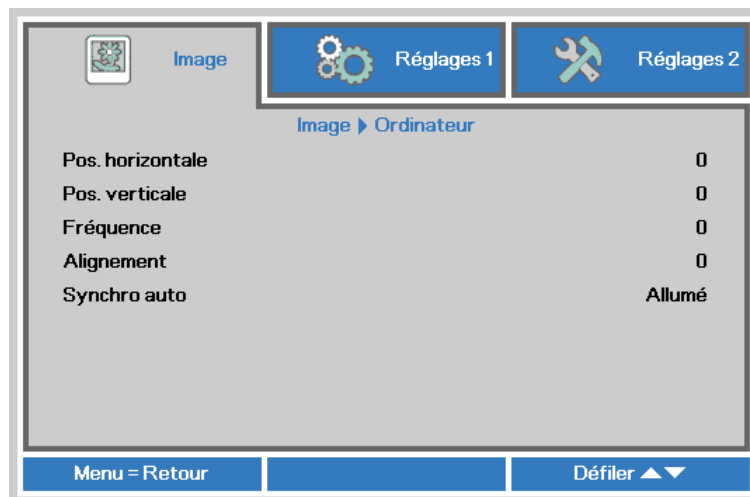 Image
Réglages 1
Réglages 2
Image ▶ Ordinateur
Pos. horizontale 0
Pos. verticale 0
Fréquence 0
Alignement 0
Synchro auto Allumé
Menu = Retour
Défiler ▲▼